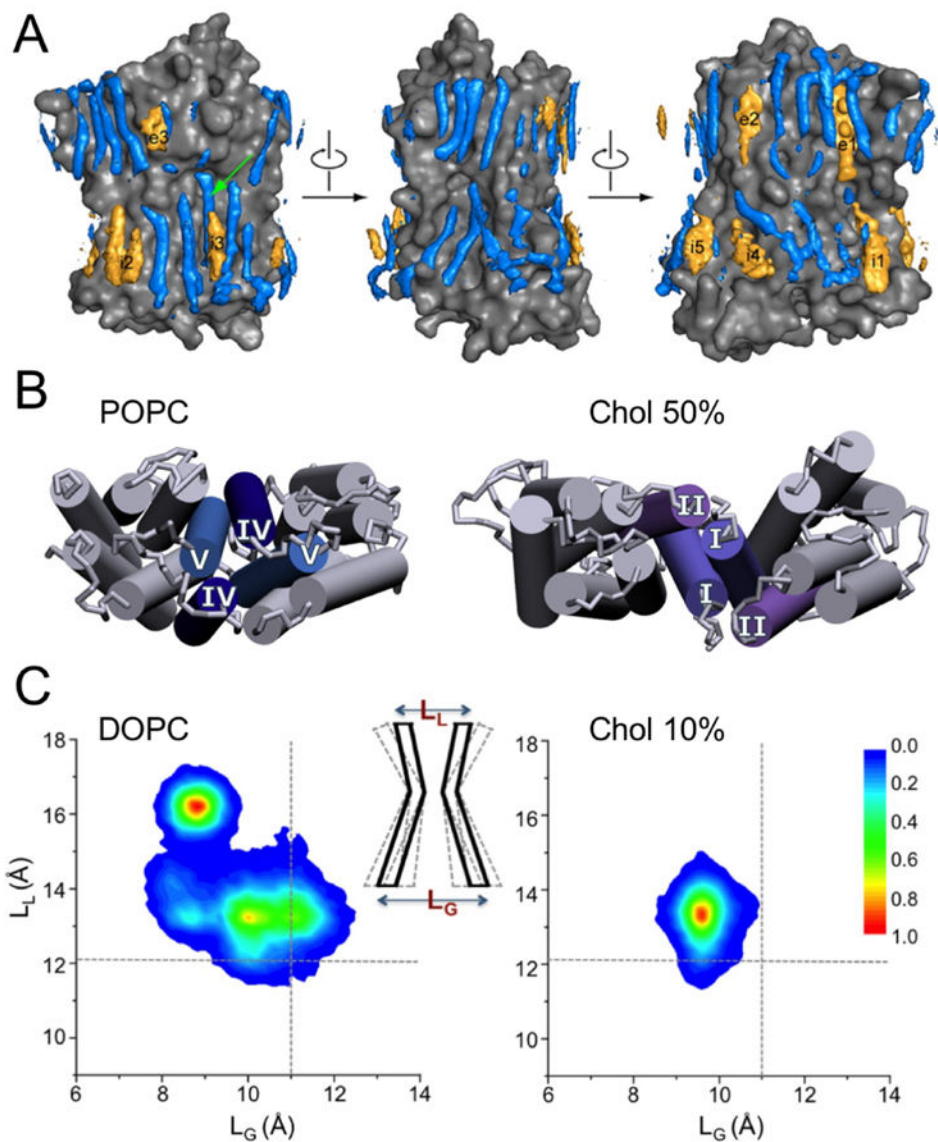 A
e3
i2
i3
e2
e1
i5
i4
i1
B
POPC
Chol 50%
IV
V
V
IV
II
I
I
II
C
DOPC
Chol 10%
L_L
L_G
L_L (Å)
18
16
14
12
10
6
8
10
12
14
L_G (Å)
18
16
14
12
10
6
8
10
12
14
L_G (Å)
0.0
0.2
0.4
0.6
0.8
1.0